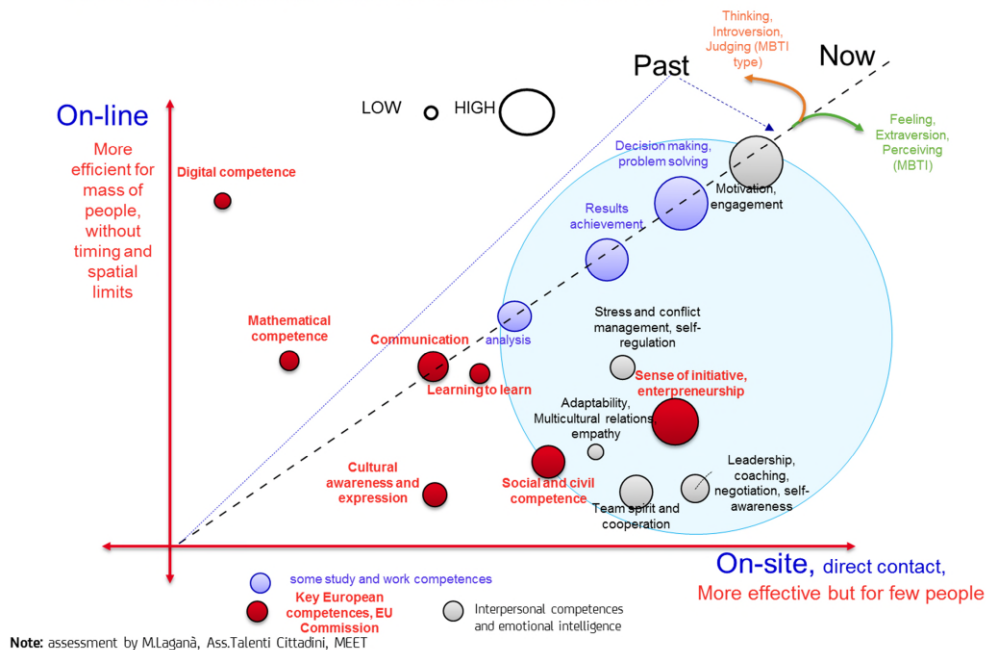 Thinking,
Introversion,
Judging (MBTI
type)
Past
Now
LOW
HIGH
On-line
More
efficient for
mass of
people,
without
timing and
spatial
limits
Feeling,
Extraversion,
Perceiving
(MBTI)
Decision making,
problem solving
Digital competence
Motivation,
engagement
Results
achievement
Stress and conflict
management, self-
regulation
Mathematical
competence
Communication
analysis
Learning to learn
Sense of initiative,
enterpreneurship
Adaptability,
Multicultural relations
empathy
Cultural
awareness and
expression
Social and civil
competence
Leadership,
coaching,
negotiation, self-
awareness
Team spirit and
cooperation
On-site, direct contact,
More effective but for few people
some study and work competences
Key European
competences, EU
Commission
Interpersonal competences
and emotional intelligence
Note: assessment by M.Laganà, Ass.Talenti Cittadini, MEET